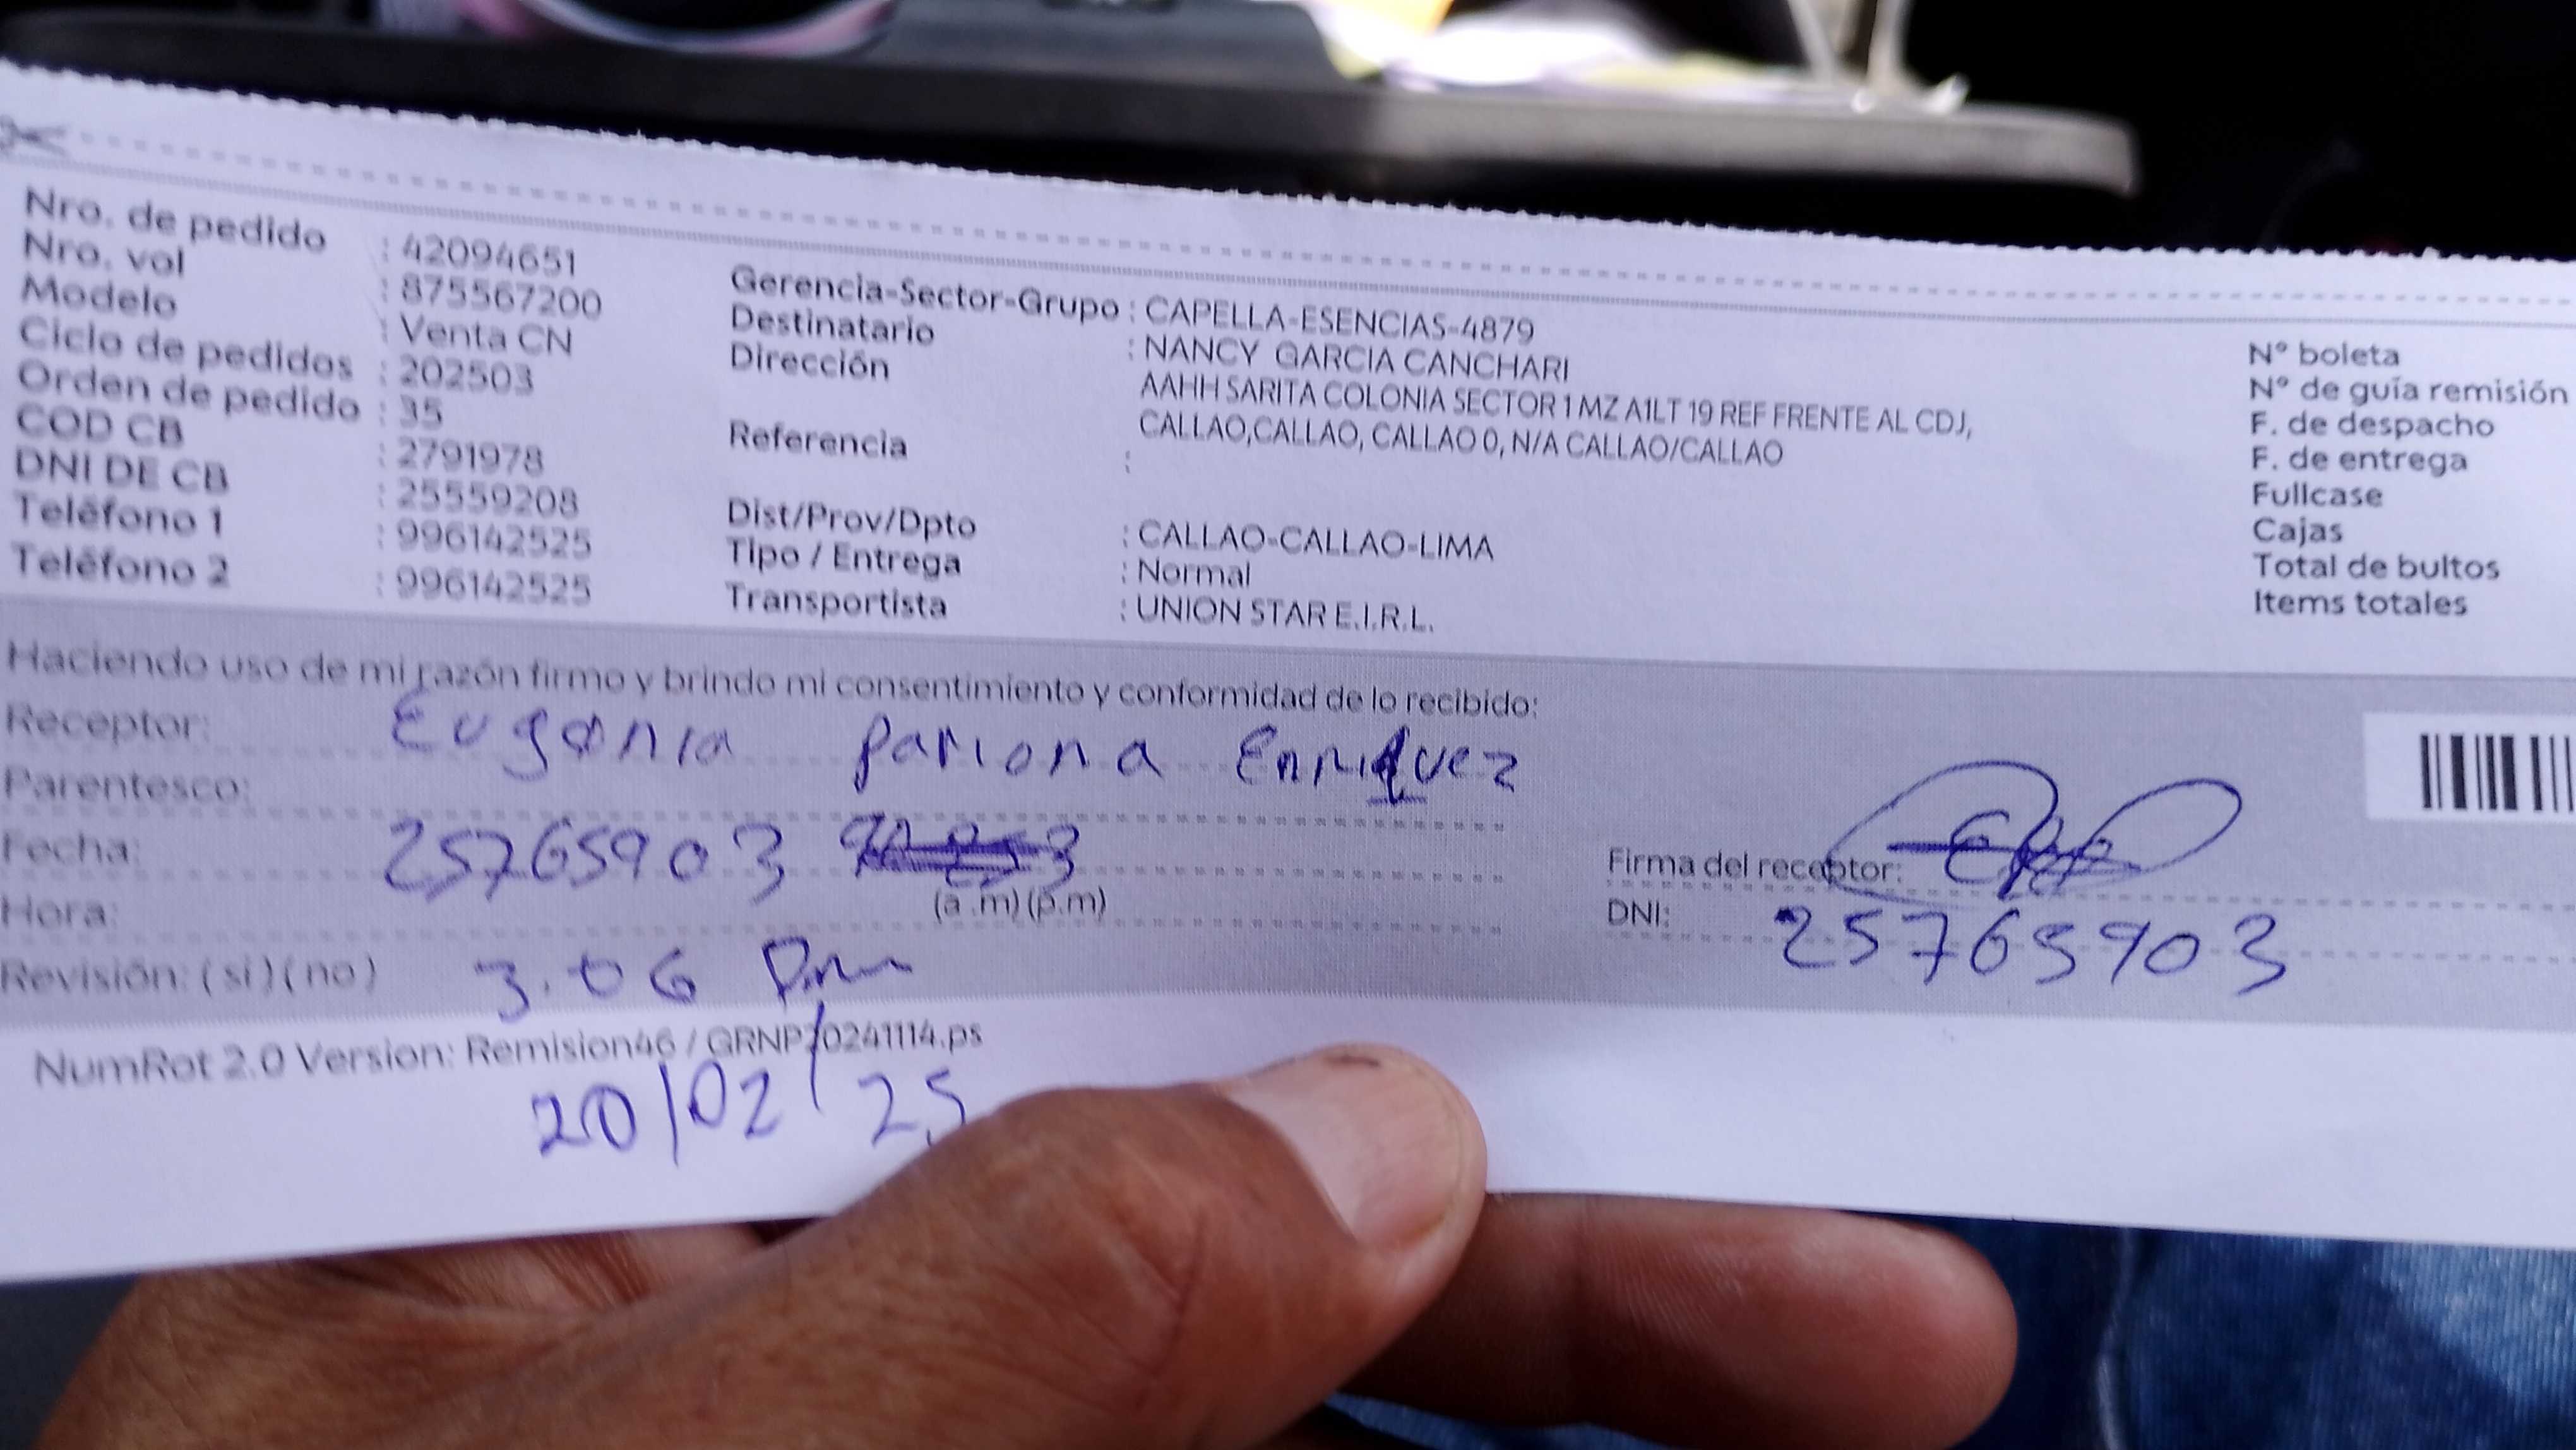 Nro. de pedido : 42094651
Nro. vol : 875567200
Modelo : Venta CN
Ciclo de pedidos : 202503
Orden de pedido : 35
COD CB : 2791978
DNI DE CB : 25559208
Teléfono 1 : 996142525
Teléfono 2 : 996142525
Gerencia-Sector-Grupo : CAPELLA-ESENCIAS-4879
Destinatario : NANCY GARCIA CANCHARI
Dirección AAHH SARITA COLONIA SECTOR 1 MZ A1LT 19 REF FRENTE AL CDJ,
CALLAO,CALLAO, CALLAO 0, N/A CALLAO/CALLAO
Referencia :
Dist/Prov/Dpto : CALLAO-CALLAO-LIMA
Tipo / Entrega : Normal
Transportista : UNION STAR E.I.R.L.
N° boleta
N° de guía remisión
F. de despacho
F. de entrega
Fullcase
Cajas
Total de bultos
Items totales
Haciendo uso de mi razón firmo y brindo mi consentimiento y conformidad de lo recibido:
Receptor: Eugenia Pariona Enriquez
Parentesco:
Fecha: 25765903
Hora: (a .m) (p.m)
Revisión: ( si ) ( no ) 3.06 Pm
Firma del receptor:
DNI: 25765903
NumRot 2.0 Version: Remision46 / GRNP20241114.ps
20/02/25